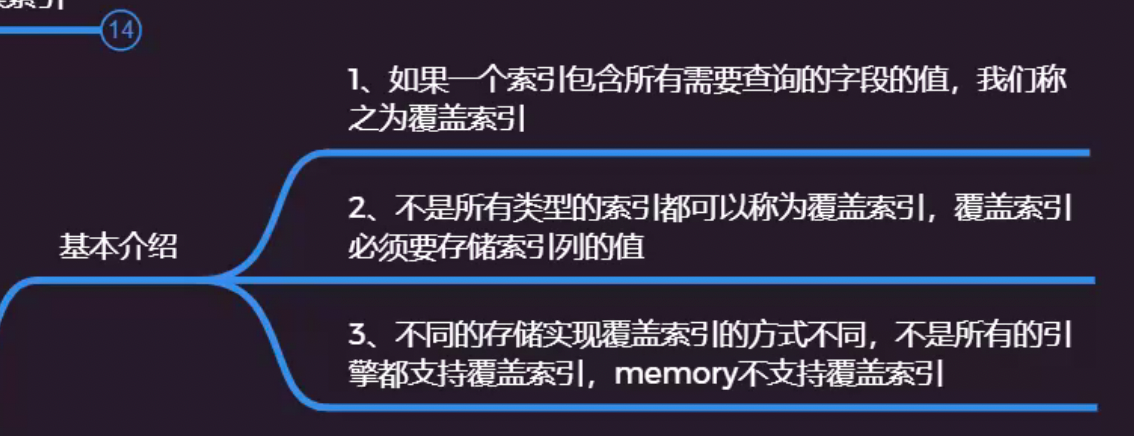 14
1、如果一个索引包含所有需要查询的字段的值，我们称
之为覆盖索引
2、不是所有类型的索引都可以称为覆盖索引，覆盖索引
必须要存储索引列的值
基本介绍
3、不同的存储实现覆盖索引的方式不同，不是所有的引
擎都支持覆盖索引，memory不支持覆盖索引